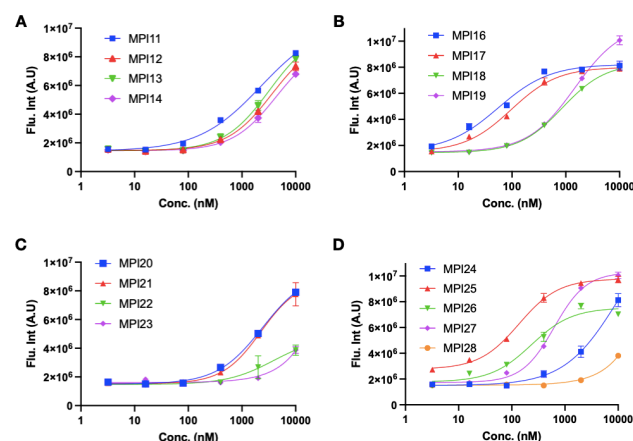 A
B
1×10⁷
8×10⁶
6×10⁶
4×10⁶
2×10⁶
0
Flu. Int (A.U)
MPI11
MPI12
MPI13
MPI14
1 10 100 1000 10000
Conc. (nM)
1×10⁷
8×10⁶
6×10⁶
4×10⁶
2×10⁶
0
Flu. Int (A.U)
MPI16
MPI17
MPI18
MPI19
1 10 100 1000 10000
Conc. (nM)
C
D
1×10⁷
8×10⁶
6×10⁶
4×10⁶
2×10⁶
0
Flu. Int (A.U)
MPI20
MPI21
MPI22
MPI23
1 10 100 1000 10000
Conc. (nM)
1×10⁷
8×10⁶
6×10⁶
4×10⁶
2×10⁶
0
Flu. Int (A.U)
MPI24
MPI25
MPI26
MPI27
MPI28
1 10 100 1000 10000
Conc. (nM)